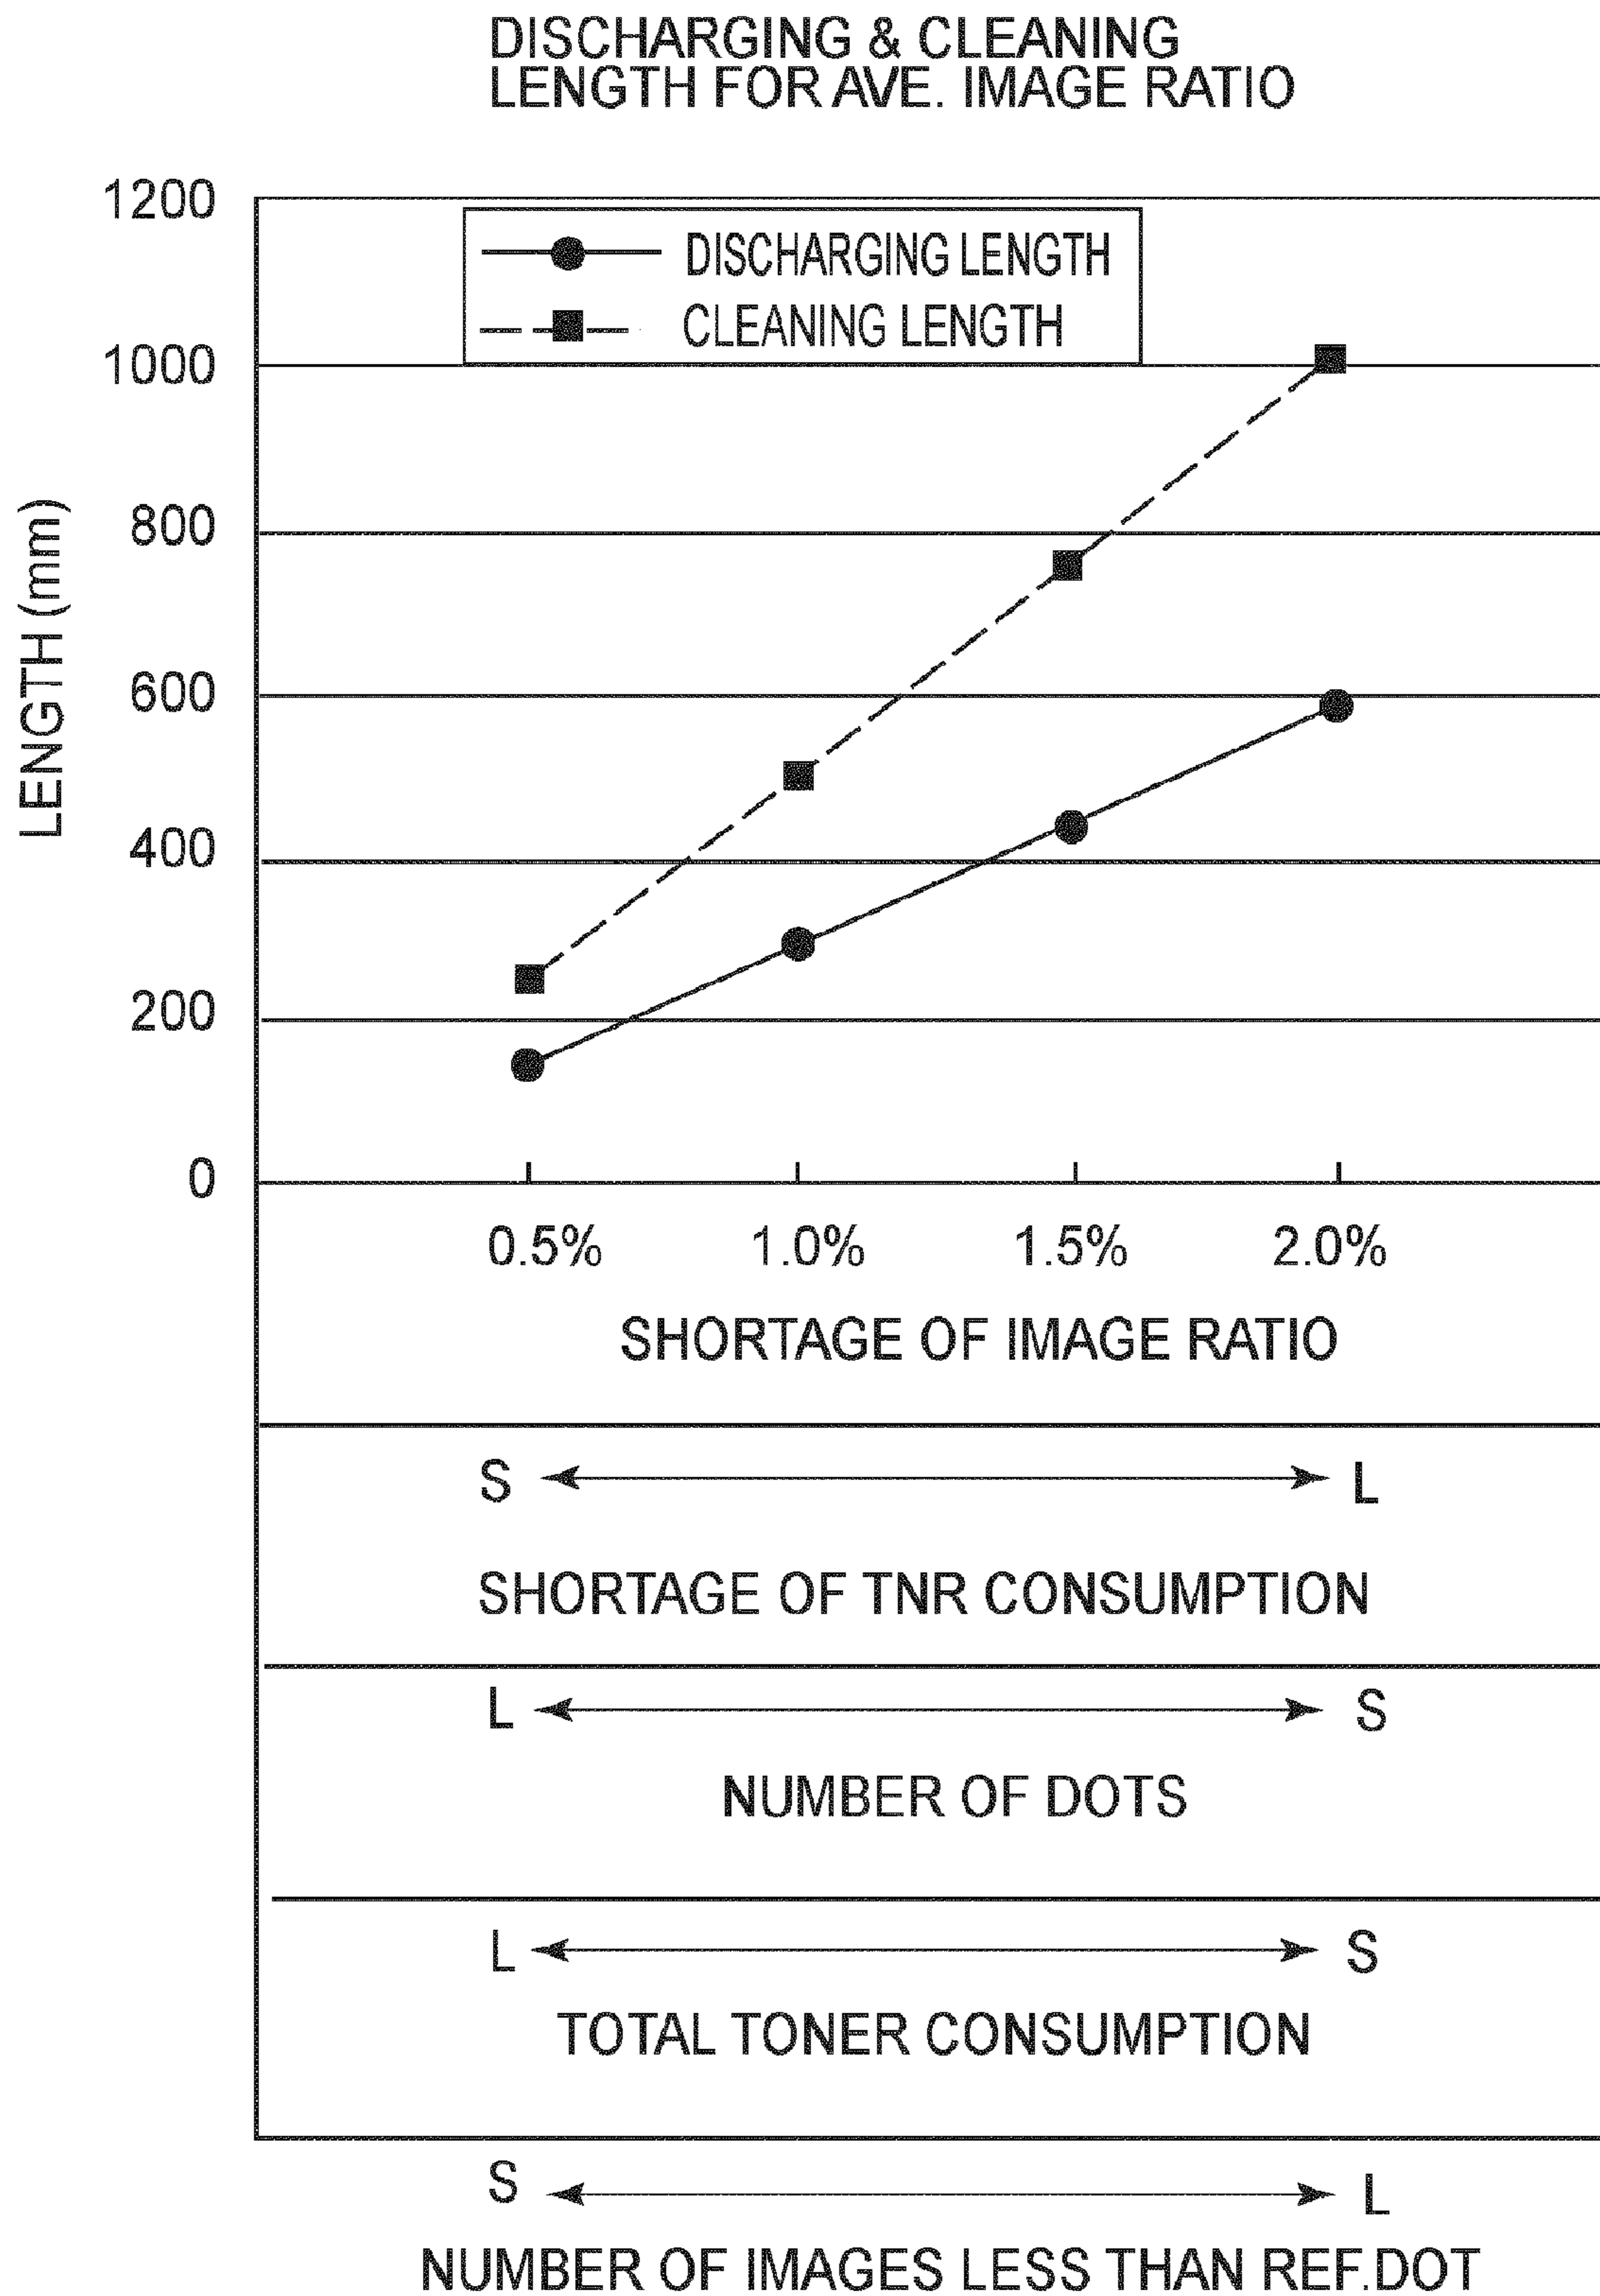 DISCHARGING & CLEANING
LENGTH FOR AVE. IMAGE RATIO
1200
DISCHARGING LENGTH
CLEANING LENGTH
1000
800
LENGTH (mm)
600
400
200
0
0.5% 1.0% 1.5% 2.0%
SHORTAGE OF IMAGE RATIO
S L
SHORTAGE OF TNR CONSUMPTION
L S
NUMBER OF DOTS
L S
TOTAL TONER CONSUMPTION
S L
NUMBER OF IMAGES LESS THAN REF.DOT